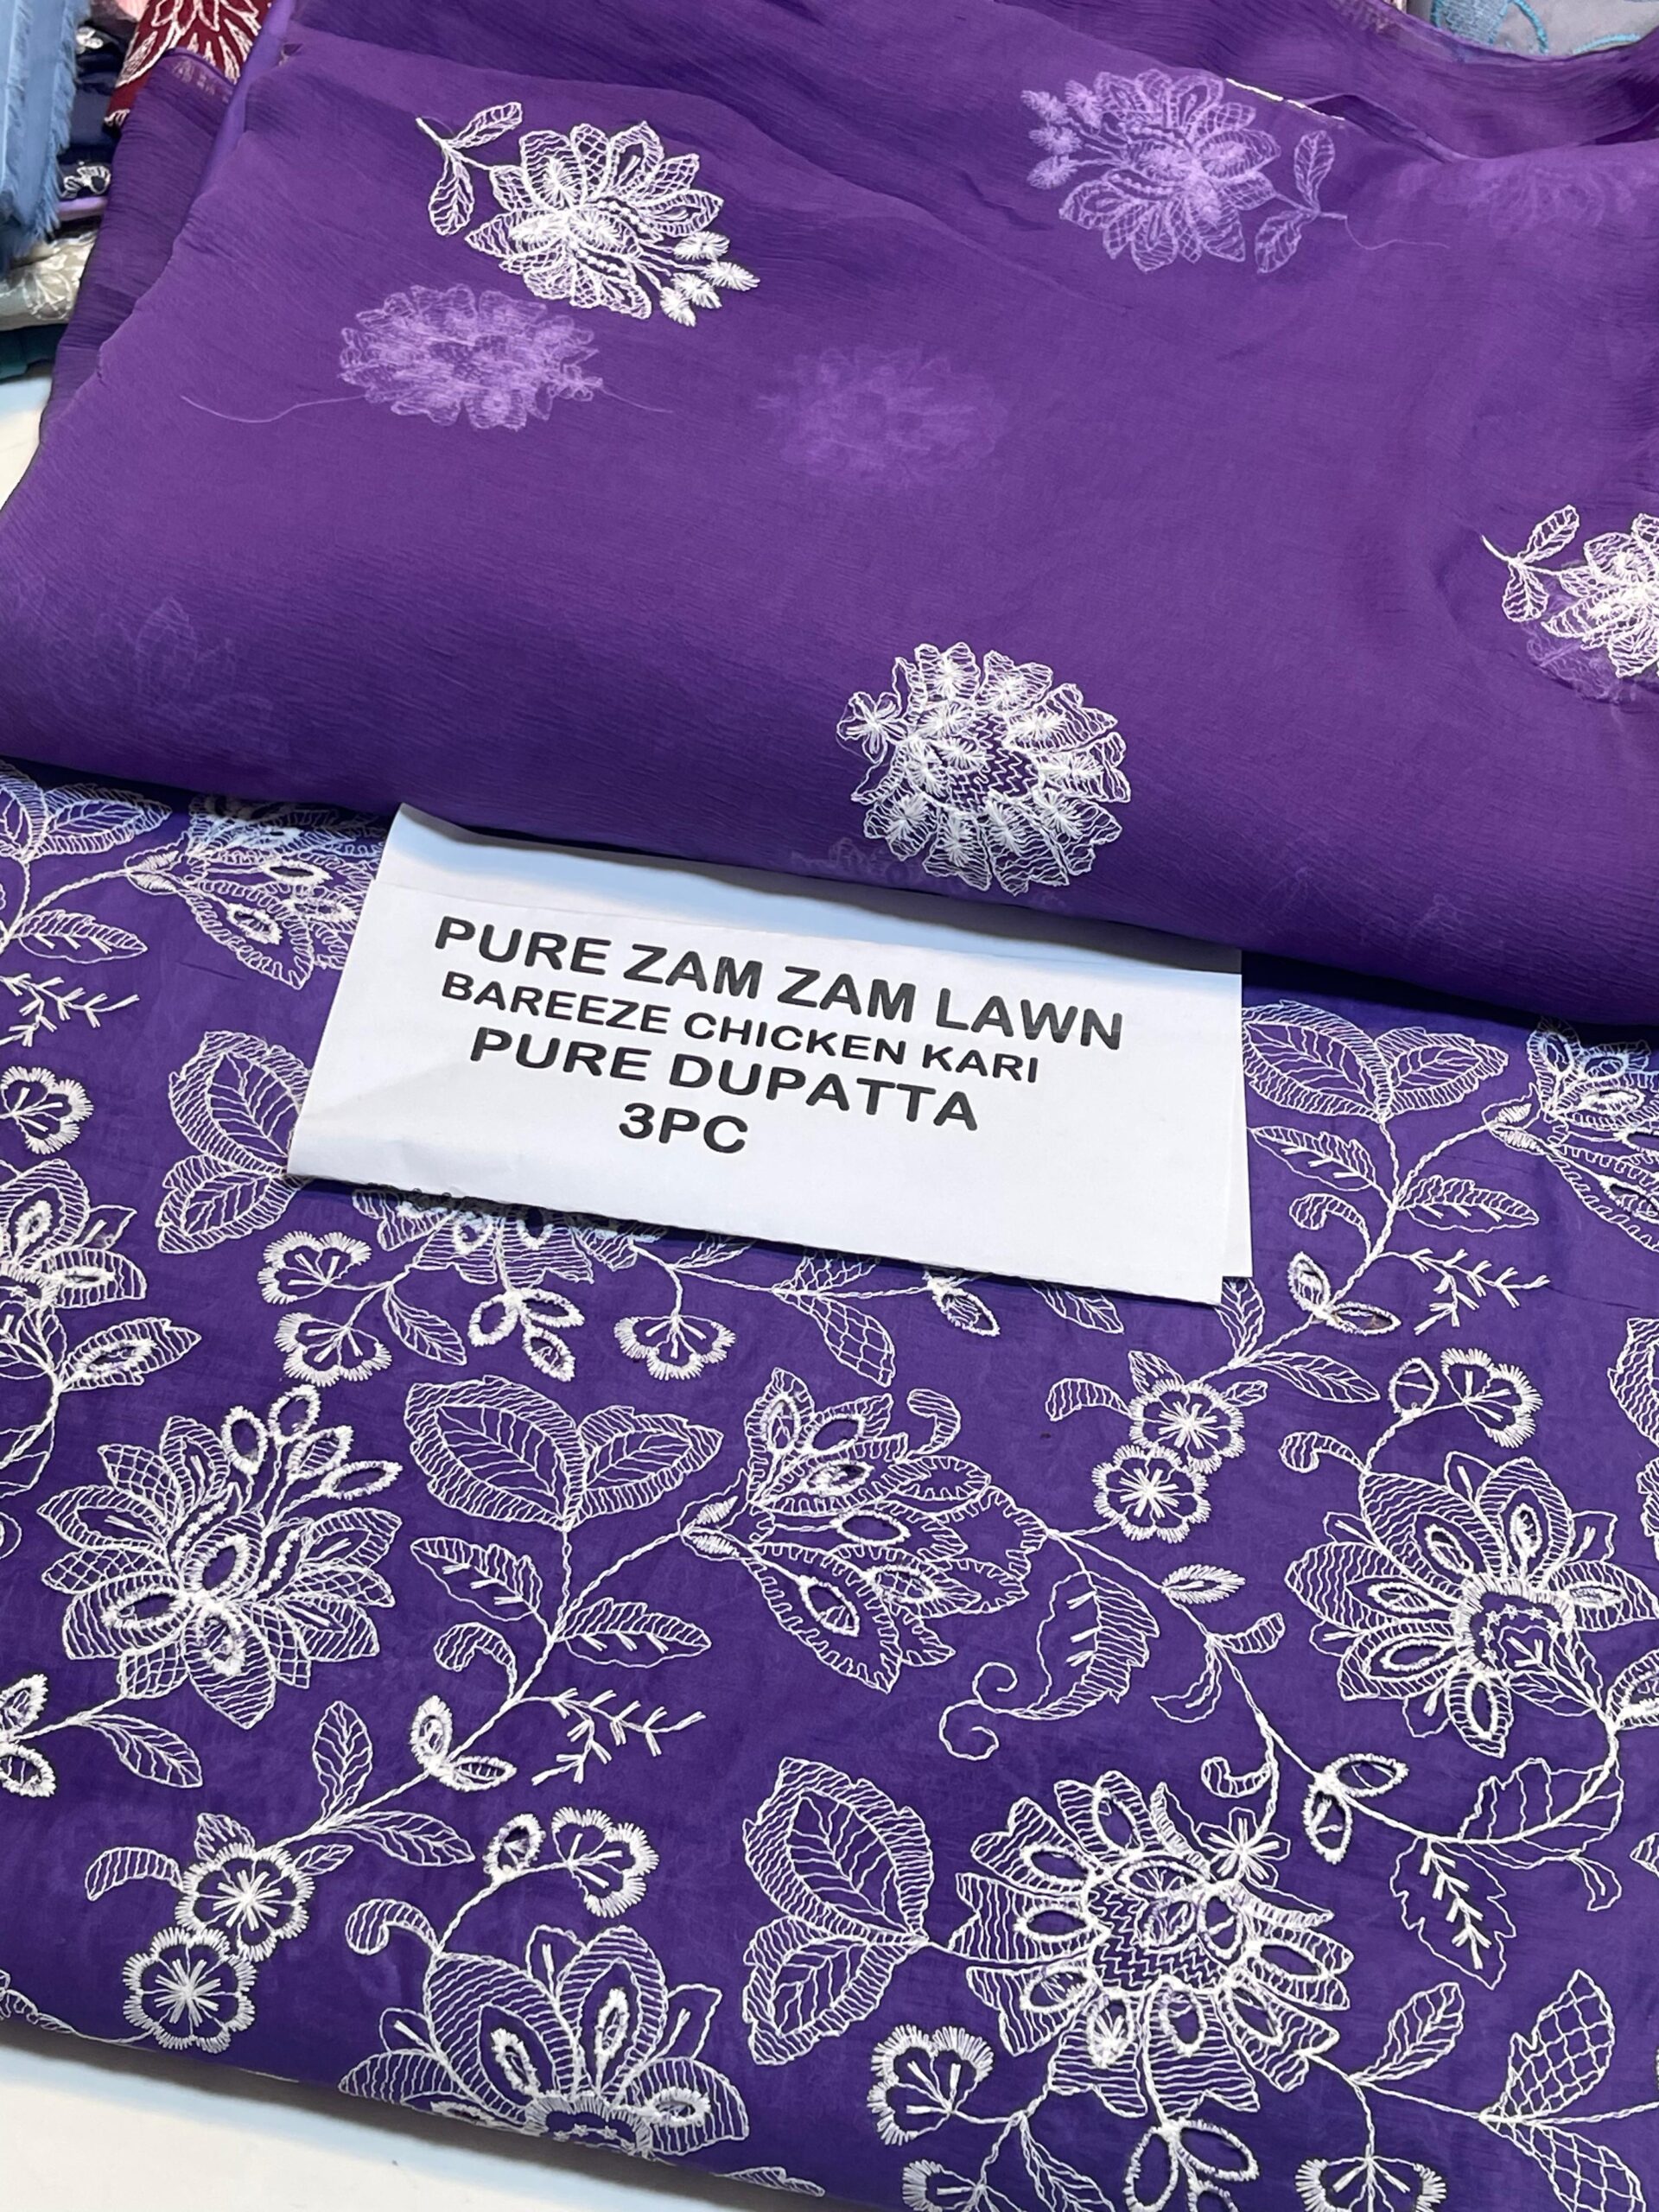 PURE ZAM ZAM LAWN
BAREEZE CHICKEN KARI
PURE DUPATTA
3PC